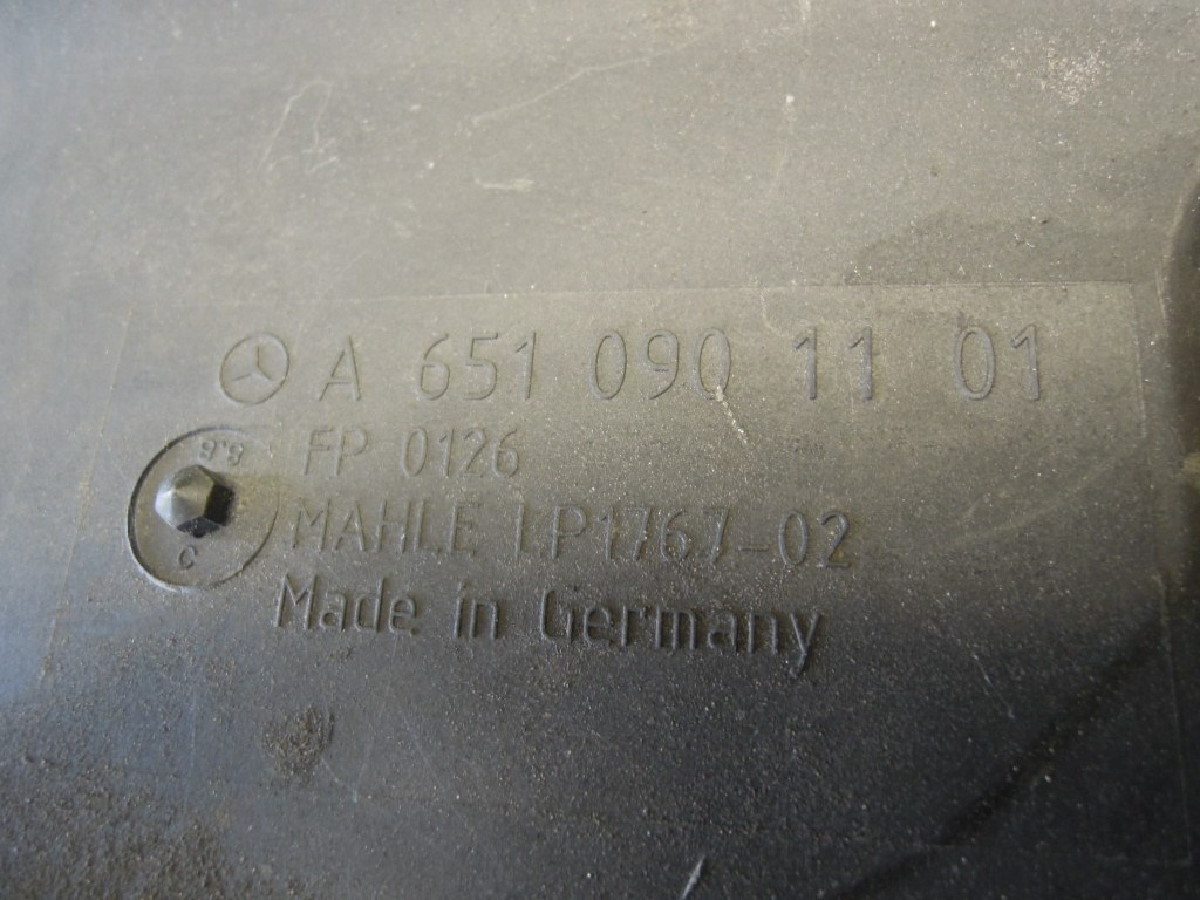 A 651 090 11 01
FP 0126
MAHLE LP1767-02
Made in Germany
C